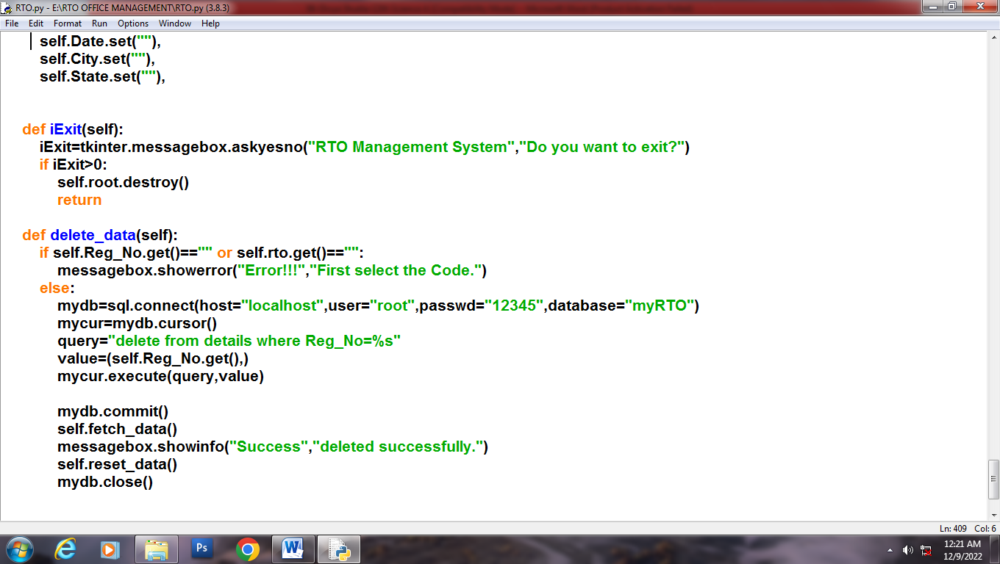 RTO.py - E:\RTO OFFICE MANAGEMENT\RTO.py (3.8.3)
File Edit Format Run Options Window Help
self.Date.set(""),
self.City.set(""),
self.State.set(""),
def iExit(self):
iExit=tkinter.messagebox.askyesno("RTO Management System","Do you want to exit?")
if iExit>0:
self.root.destroy()
return
def delete_data(self):
if self.Reg_No.get()=="" or self.rto.get()=="":
messagebox.showerror("Error!!!","First select the Code.")
else:
mydb=sql.connect(host="localhost",user="root",passwd="12345",database="myRTO")
mycur=mydb.cursor()
query="delete from details where Reg_No=%s"
value=(self.Reg_No.get(),)
mycur.execute(query,value)
mydb.commit()
self.fetch_data()
messagebox.showinfo("Success","deleted successfully.")
self.reset_data()
mydb.close()
Ln: 409 Col: 6
Ps
W
12:21 AM
12/9/2022